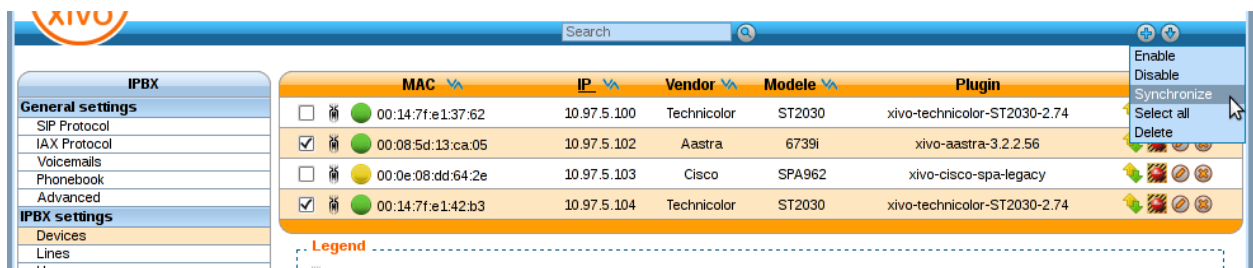 XIVO
Search
Enable
Disable
Synchronize
Select all
Delete
IPBX
General settings
SIP Protocol
IAX Protocol
Voicemails
Phonebook
Advanced
IPBX settings
Devices
Lines
MAC IP Vendor Modele Plugin
00:14:7f:e1:37:62 10.97.5.100 Technicolor ST2030 xivo-technicolor-ST2030-2.74
00:08:5d:13:ca:05 10.97.5.102 Aastra 6739i xivo-aastra-3.2.2.56
00:0e:08:dd:64:2e 10.97.5.103 Cisco SPA962 xivo-cisco-spa-legacy
00:14:7f:e1:42:b3 10.97.5.104 Technicolor ST2030 xivo-technicolor-ST2030-2.74
Legend